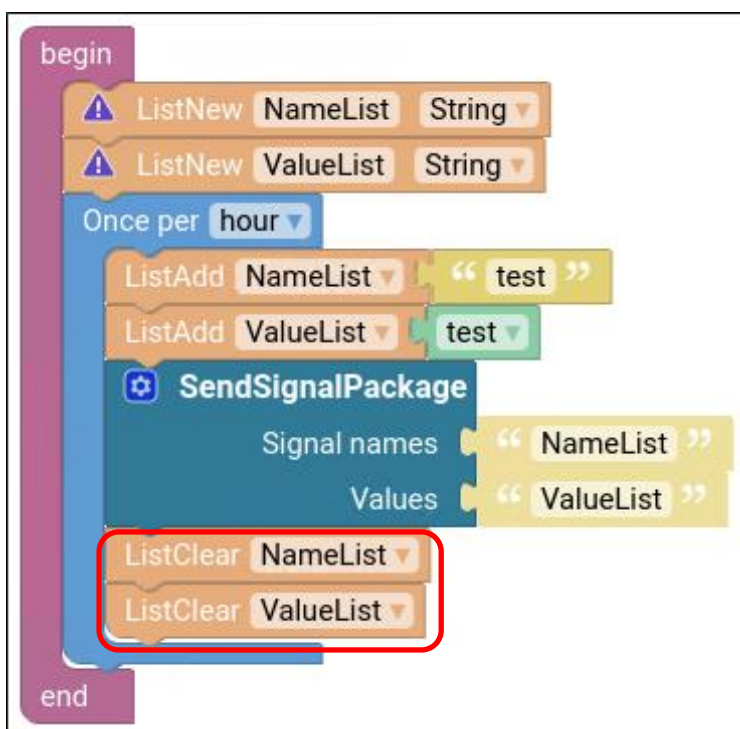 begin
ListNew NameList String
ListNew ValueList String
Once per hour
ListAdd NameList “ test ”
ListAdd ValueList test
SendSignalPackage
Signal names “ NameList ”
Values “ ValueList ”
ListClear NameList
ListClear ValueList
end